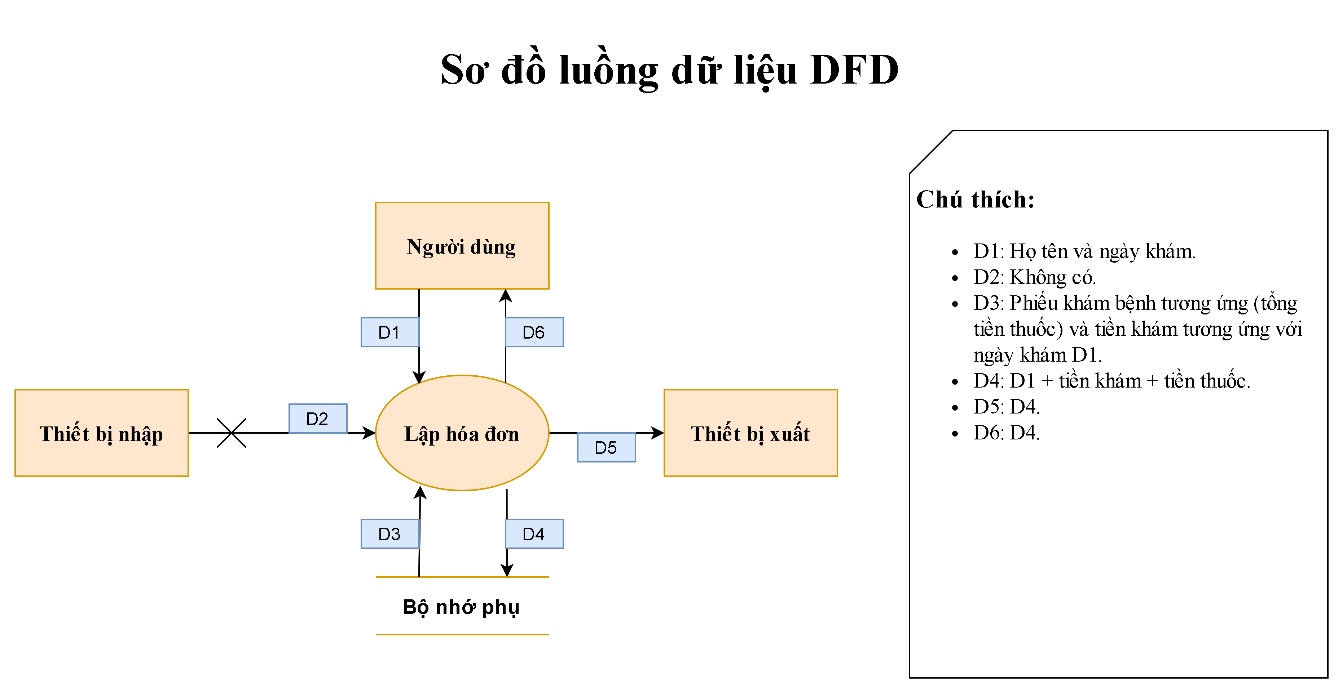 Sơ đồ luồng dữ liệu DFD
Người dùng
D1
D6
Thiết bị nhập
D2
Lập hóa đơn
D5
Thiết bị xuất
D3
D4
Bộ nhớ phụ
Chú thích:
• D1: Họ tên và ngày khám.
• D2: Không có.
• D3: Phiếu khám bệnh tương ứng (tổng
tiền thuốc) và tiền khám tương ứng với
ngày khám D1.
• D4: D1 + tiền khám + tiền thuốc.
• D5: D4.
• D6: D4.